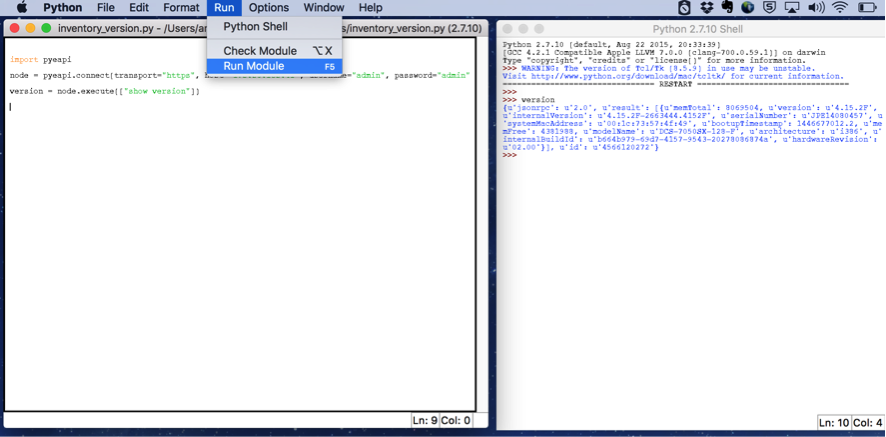 Python File Edit Format Run Options Window Help
inventory_version.py - /Users/ar s/inventory_version.py (2.7.10)
Python Shell
Check Module ⌥X
Run Module F5
import pyeapi
node = pyeapi.connect(transport="https", "admin", password="admin"
version = node.execute(["show version"])
Ln: 9 Col: 0
Python 2.7.10 Shell
Python 2.7.10 (default, Aug 22 2015, 20:33:39)
[GCC 4.2.1 Compatible Apple LLVM 7.0.0 (clang-700.0.59.1)] on darwin
Type "copyright", "credits" or "license()" for more information.
>>> WARNING: The version of Tcl/Tk (8.5.9) in use may be unstable.
Visit http://www.python.org/download/mac/tcltk/ for current information.
================================ RESTART ================================
>>>
>>> version
{u'jsonrpc': u'2.0', u'result': [{u'memTotal': 8069504, u'version': u'4.15.2F',
u'internalVersion': u'4.15.2F-2663444.4152F', u'serialNumber': u'JPE14080457', u
'systemMacAddress': u'00:1c:73:57:4f:49', u'bootupTimestamp': 1446677012.2, u'me
mFree': 4381988, u'modelName': u'DCS-7050SX-128-F', u'architecture': u'i386', u'
internalBuildId': u'b664b979-69d7-4157-9543-20278086874a', u'hardwareRevision':
u'02.00'}], u'id': u'4566120272'}
>>>
Ln: 10 Col: 4